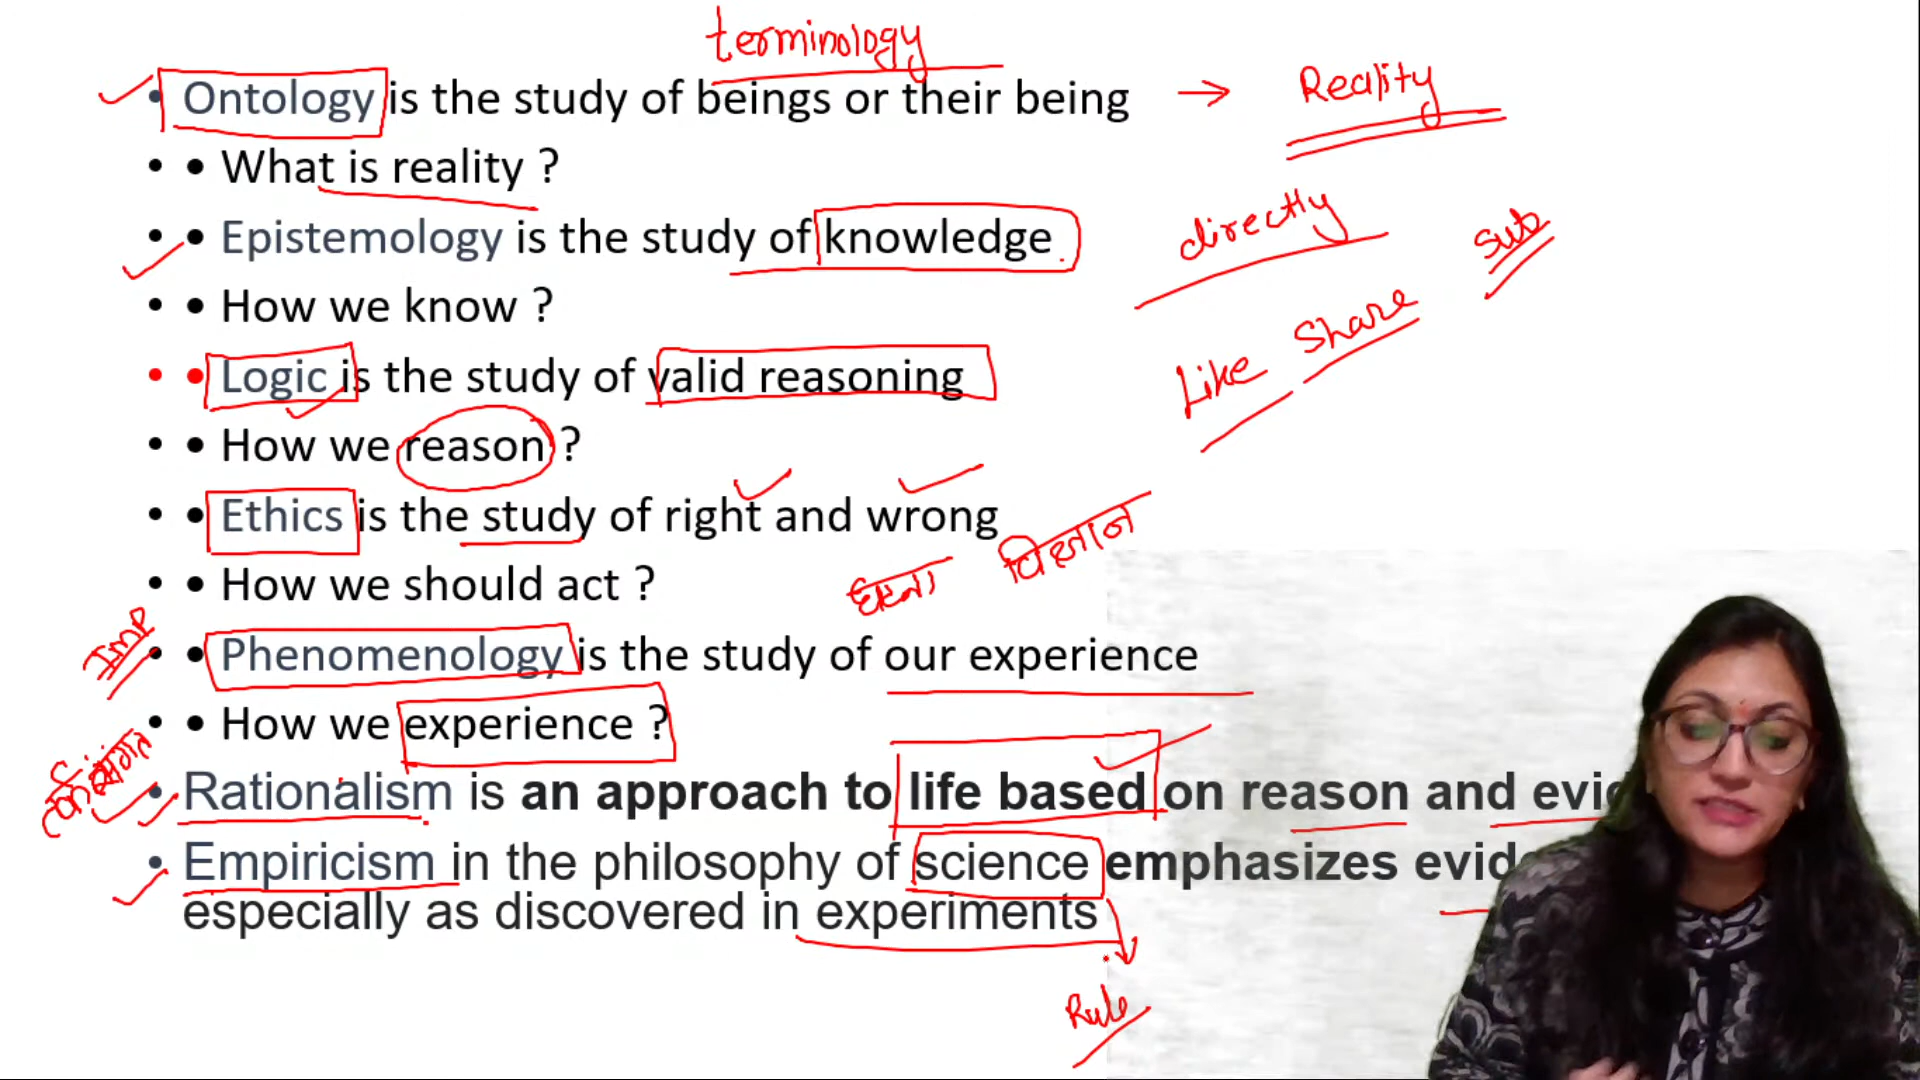 terminology
• Ontology is the study of beings or their being → Reality
• • What is reality ?
directly
sub
• • Epistemology is the study of knowledge
• • How we know ?
Like Share
• • Logic is the study of valid reasoning
• • How we reason ?
• • Ethics is the study of right and wrong
• • How we should act ?
Imp
• • Phenomenology is the study of our experience
• • How we experience ?
• Rationalism is an approach to life based on reason and evi
• Empiricism in the philosophy of science emphasizes evid
especially as discovered in experiments
Rule